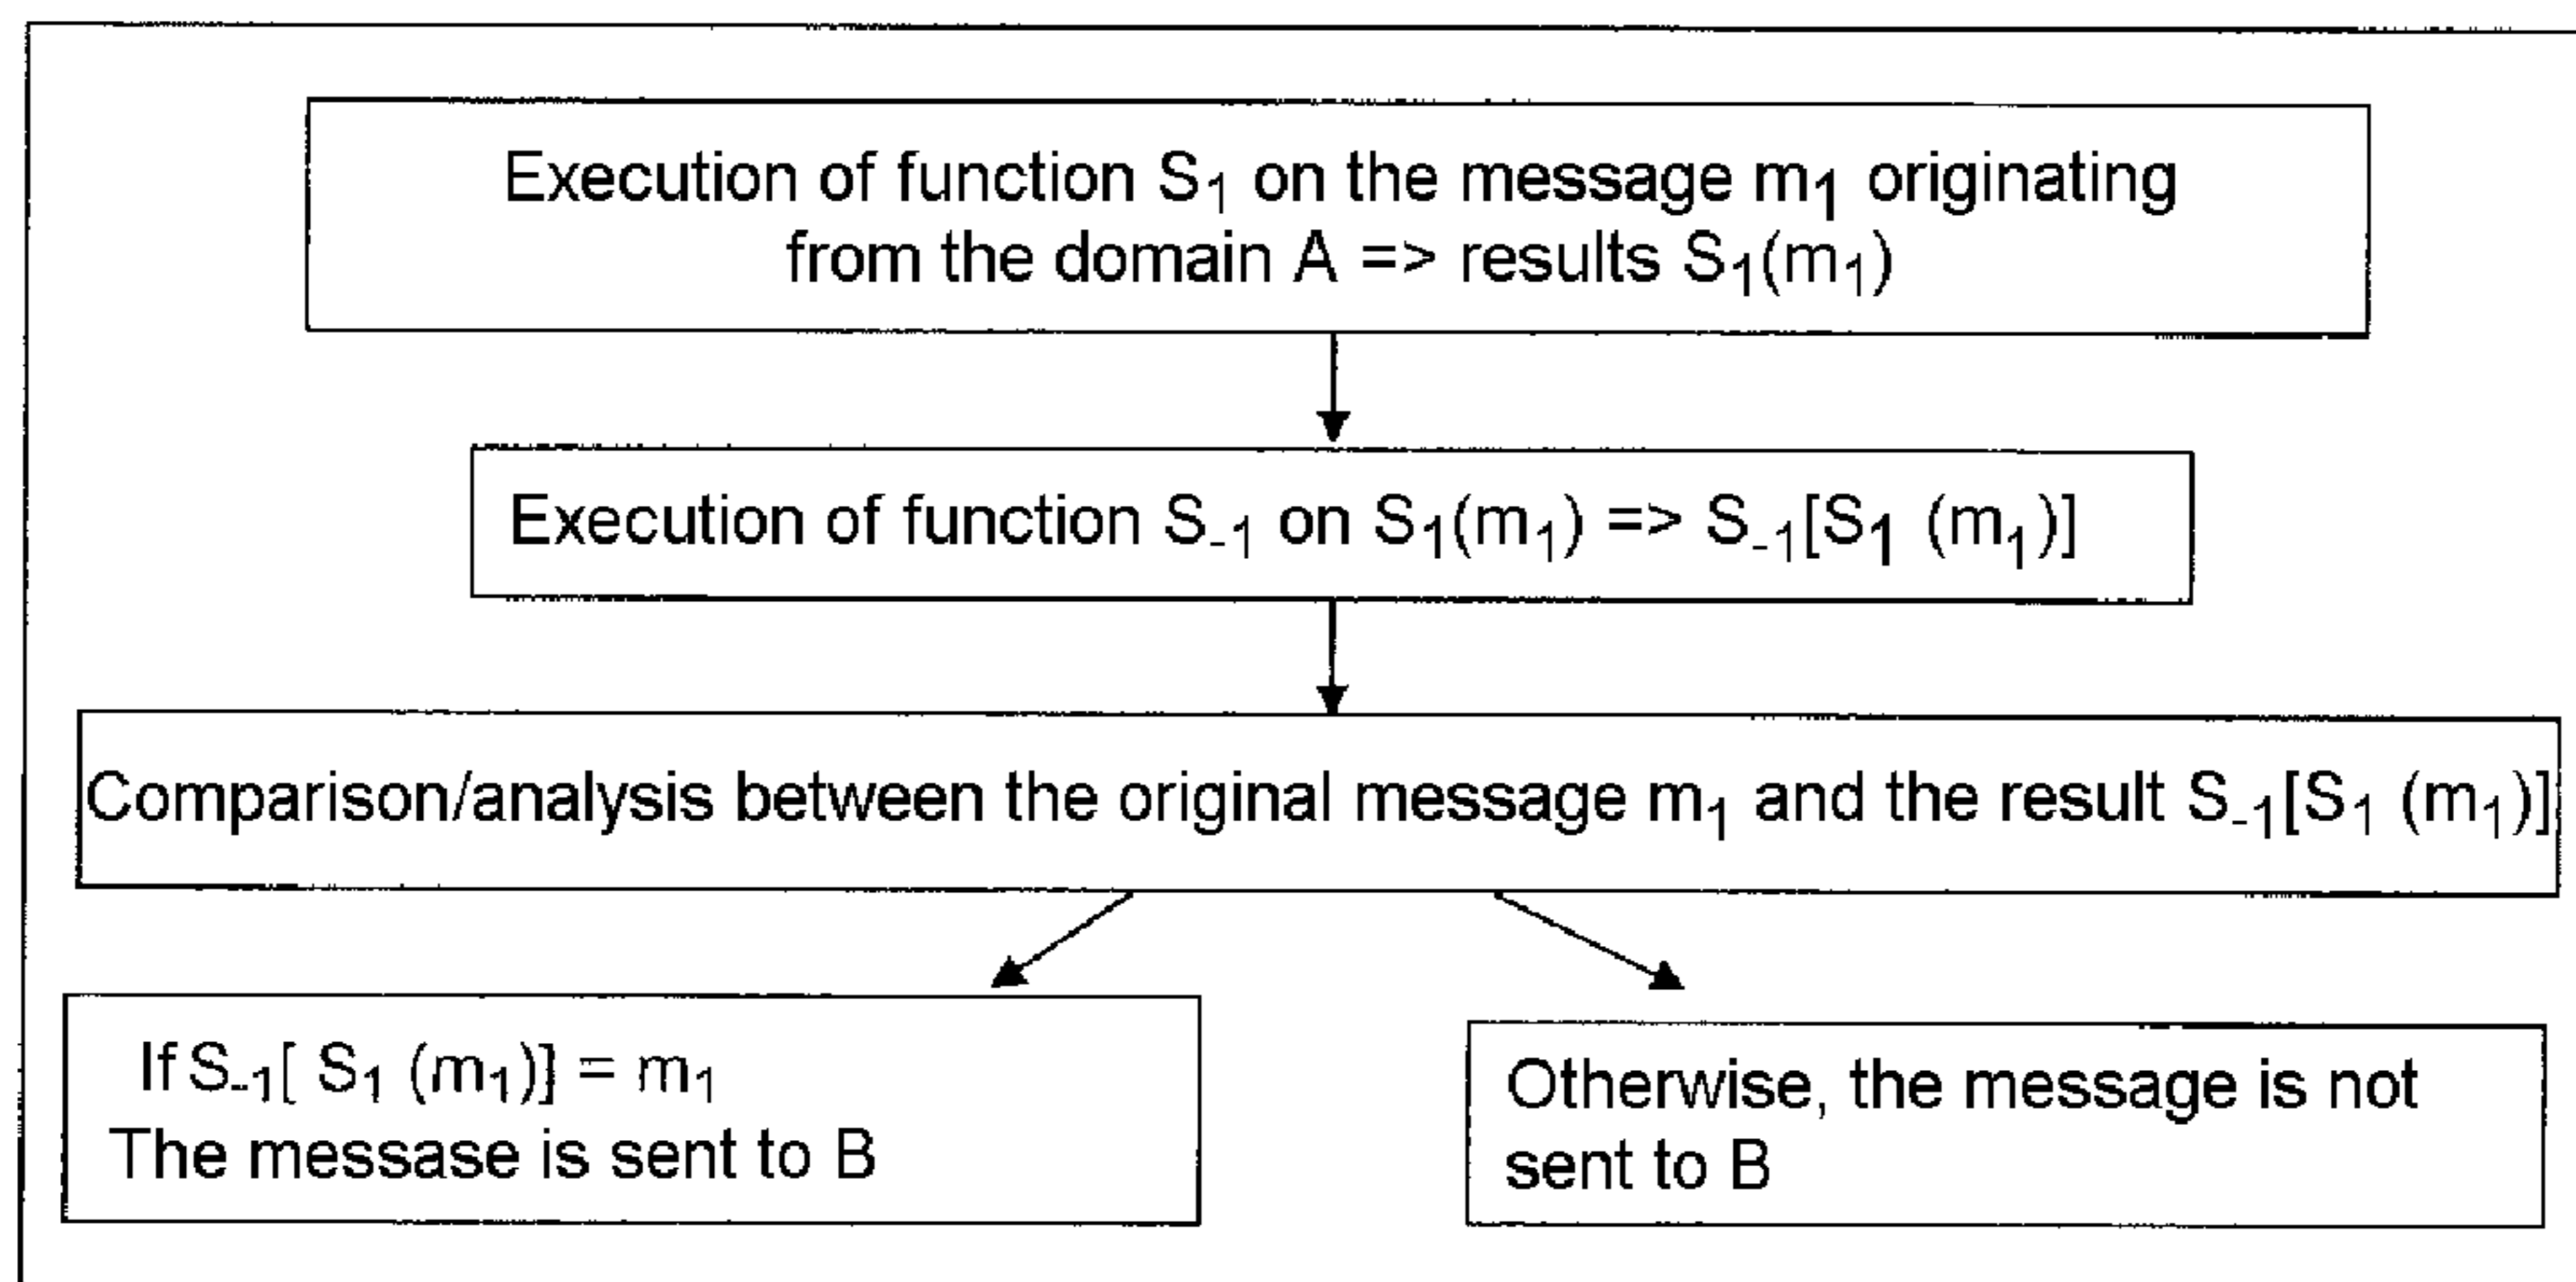 Execution of function S₁ on the message m₁ originating
from the domain A => results S₁(m₁)
Execution of function S₋₁ on S₁(m₁) => S₋₁[S₁ (m₁)]
Comparison/analysis between the original message m₁ and the result S₋₁[S₁ (m₁)]
If S₋₁[ S₁ (m₁)] = m₁
The messase is sent to B
Otherwise, the message is not
sent to B